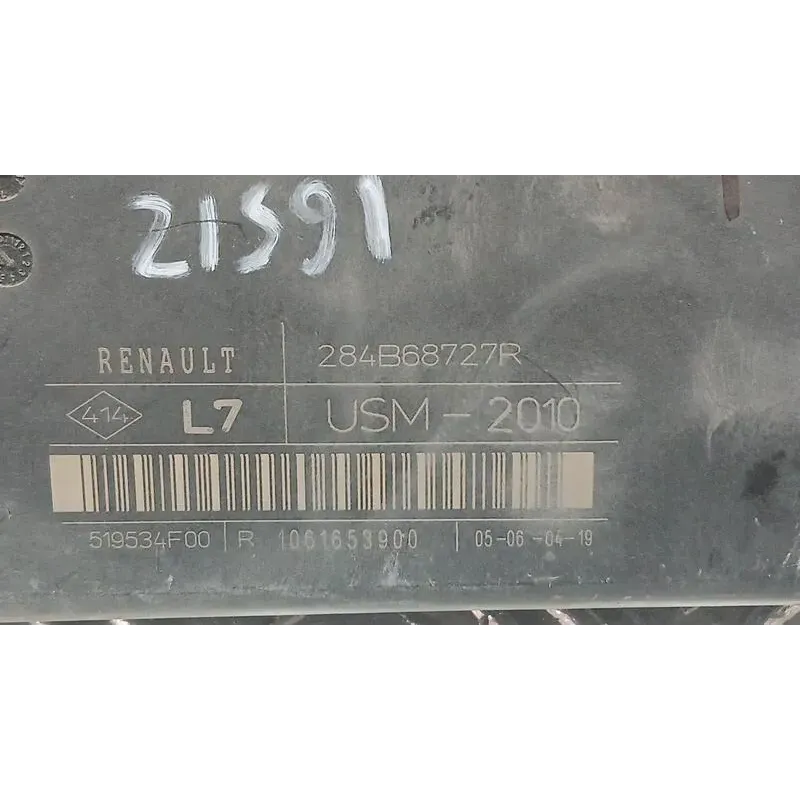 21591
RENAULT 284B68727R
414 L7 USM - 2010
519534F00 R 1061653900 05-06-04-19